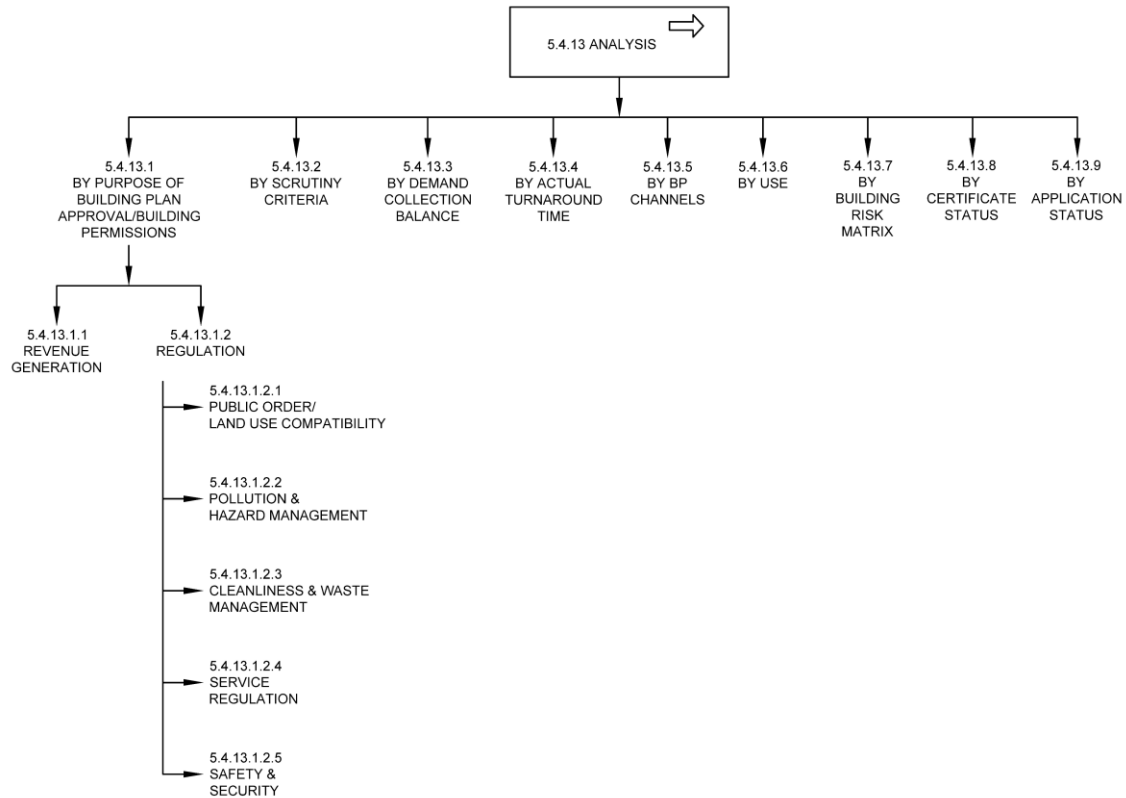 5.4.13 ANALYSIS
5.4.13.1
BY PURPOSE OF
BUILDING PLAN
APPROVAL/BUILDING
PERMISSIONS
5.4.13.2
BY SCRUTINY
CRITERIA
5.4.13.3
BY DEMAND
COLLECTION
BALANCE
5.4.13.4
BY ACTUAL
TURNAROUND
TIME
5.4.13.5
BY BP
CHANNELS
5.4.13.6
BY USE
5.4.13.7
BY
BUILDING
RISK
MATRIX
5.4.13.8
BY
CERTIFICATE
STATUS
5.4.13.9
BY
APPLICATION
STATUS
5.4.13.1.1
REVENUE
GENERATION
5.4.13.1.2
REGULATION
5.4.13.1.2.1
PUBLIC ORDER/
LAND USE COMPATIBILITY
5.4.13.1.2.2
POLLUTION &
HAZARD MANAGEMENT
5.4.13.1.2.3
CLEANLINESS & WASTE
MANAGEMENT
5.4.13.1.2.4
SERVICE
REGULATION
5.4.13.1.2.5
SAFETY &
SECURITY